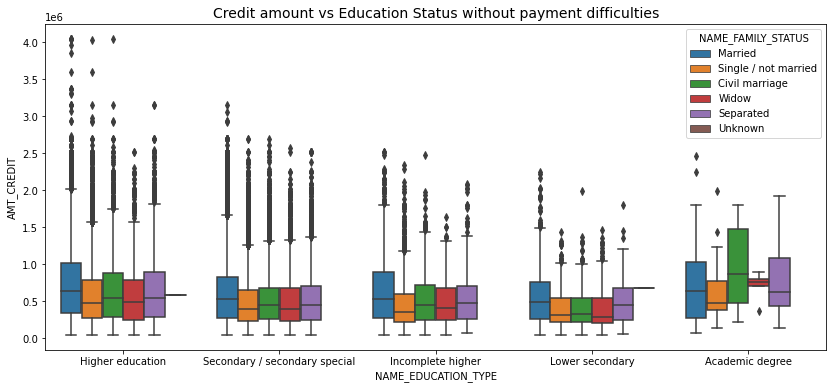 Credit amount vs Education Status without payment difficulties
1e6
4.0
3.5
3.0
2.5
2.0
1.5
1.0
0.5
0.0
AMT_CREDIT
NAME_FAMILY_STATUS
Married
Single / not married
Civil marriage
Widow
Separated
Unknown
Higher education
Secondary / secondary special
Incomplete higher
Lower secondary
Academic degree
NAME_EDUCATION_TYPE